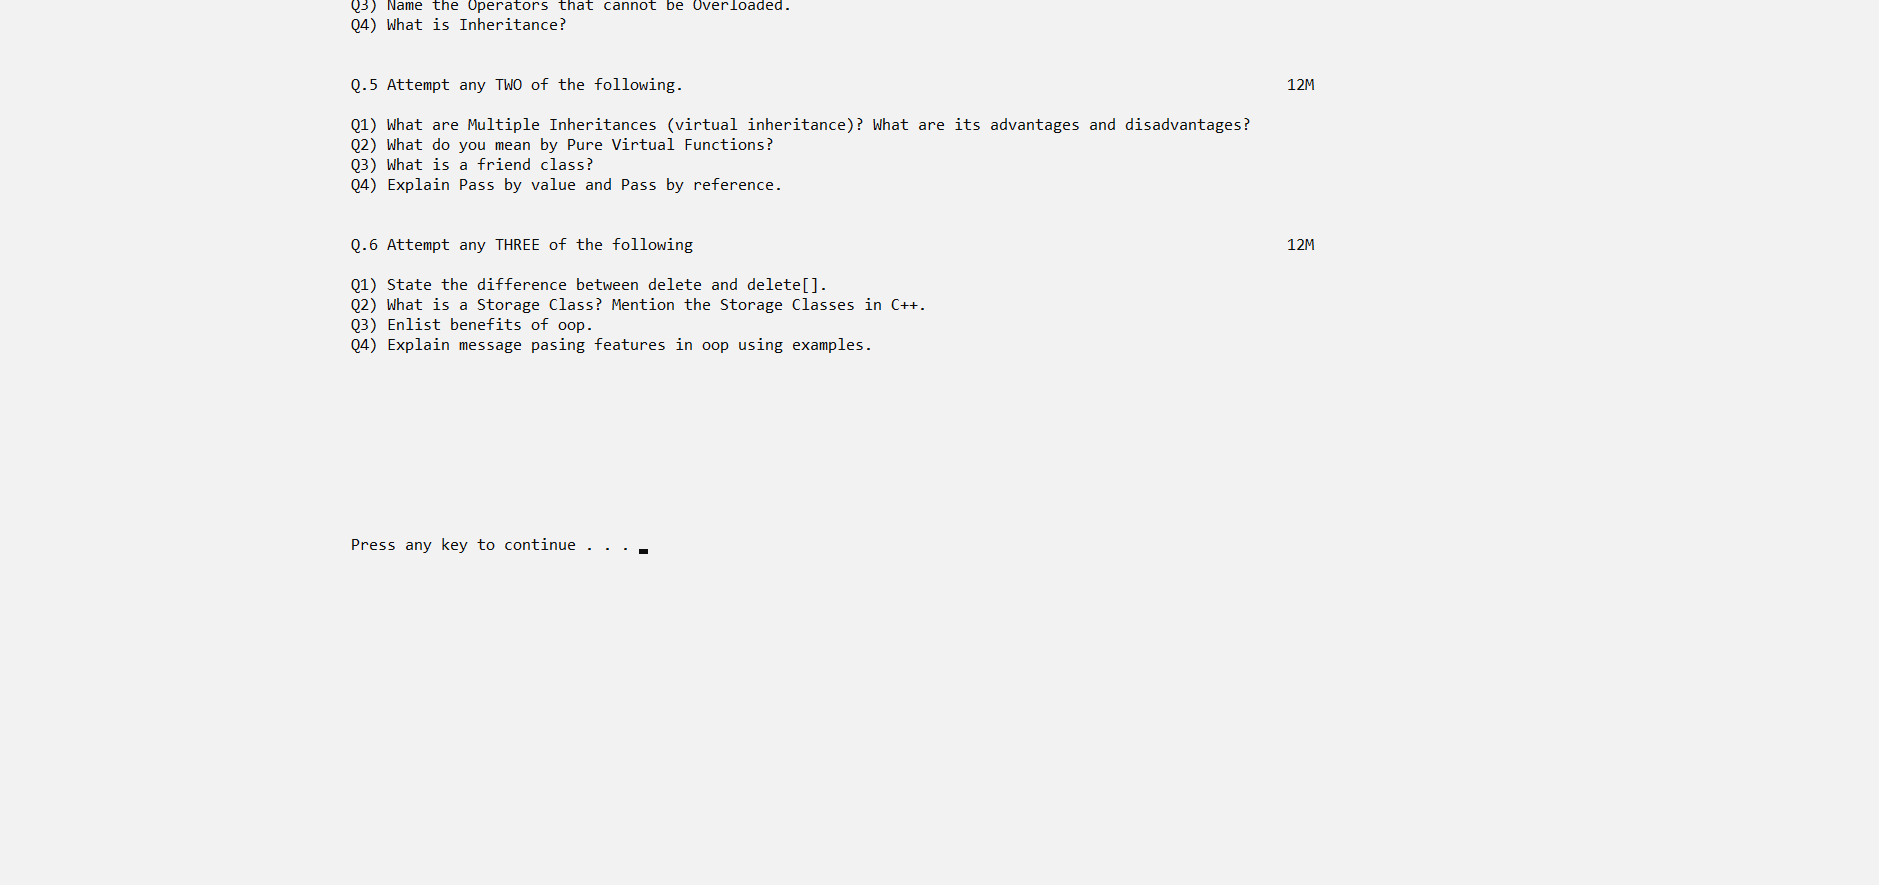 Q3) Name the Operators that cannot be Overloaded.
Q4) What is Inheritance?
Q.5 Attempt any TWO of the following. 12M
Q1) What are Multiple Inheritances (virtual inheritance)? What are its advantages and disadvantages?
Q2) What do you mean by Pure Virtual Functions?
Q3) What is a friend class?
Q4) Explain Pass by value and Pass by reference.
Q.6 Attempt any THREE of the following 12M
Q1) State the difference between delete and delete[].
Q2) What is a Storage Class? Mention the Storage Classes in C++.
Q3) Enlist benefits of oop.
Q4) Explain message pasing features in oop using examples.
Press any key to continue . . .